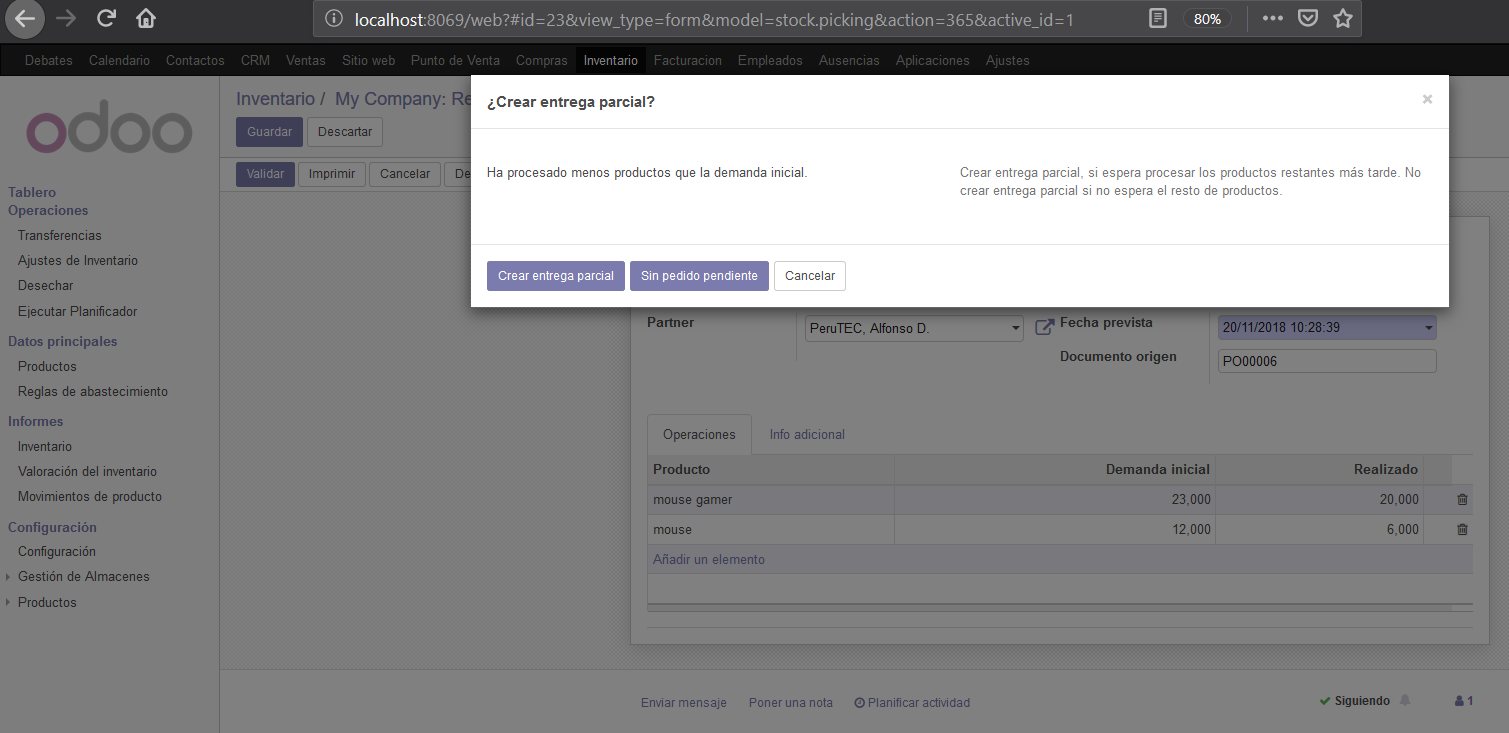 localhost:8069/web?#id=23&view_type=form&model=stock.picking&action=365&active_id=1
80%
Debates Calendario Contactos CRM Ventas Sitio web Punto de Venta Compras Inventario Facturacion Empleados Ausencias Aplicaciones Ajustes
odoo
Tablero
Operaciones
Transferencias
Ajustes de Inventario
Desechar
Ejecutar Planificador
Datos principales
Productos
Reglas de abastecimiento
Informes
Inventario
Valoración del inventario
Movimientos de producto
Configuración
Configuración
Gestión de Almacenes
Productos
Inventario / My Company: Re
Guardar Descartar
Validar Imprimir Cancelar De
¿Crear entrega parcial? ×
Ha procesado menos productos que la demanda inicial.
Crear entrega parcial, si espera procesar los productos restantes más tarde. No
crear entrega parcial si no espera el resto de productos.
Crear entrega parcial Sin pedido pendiente Cancelar
Partner PeruTEC, Alfonso D. Fecha prevista 20/11/2018 10:28:39
Documento origen PO00006
Operaciones Info adicional
Producto Demanda inicial Realizado
mouse gamer 23,000 20,000
mouse 12,000 6,000
Añadir un elemento
Enviar mensaje Poner una nota Planificar actividad Siguiendo 1